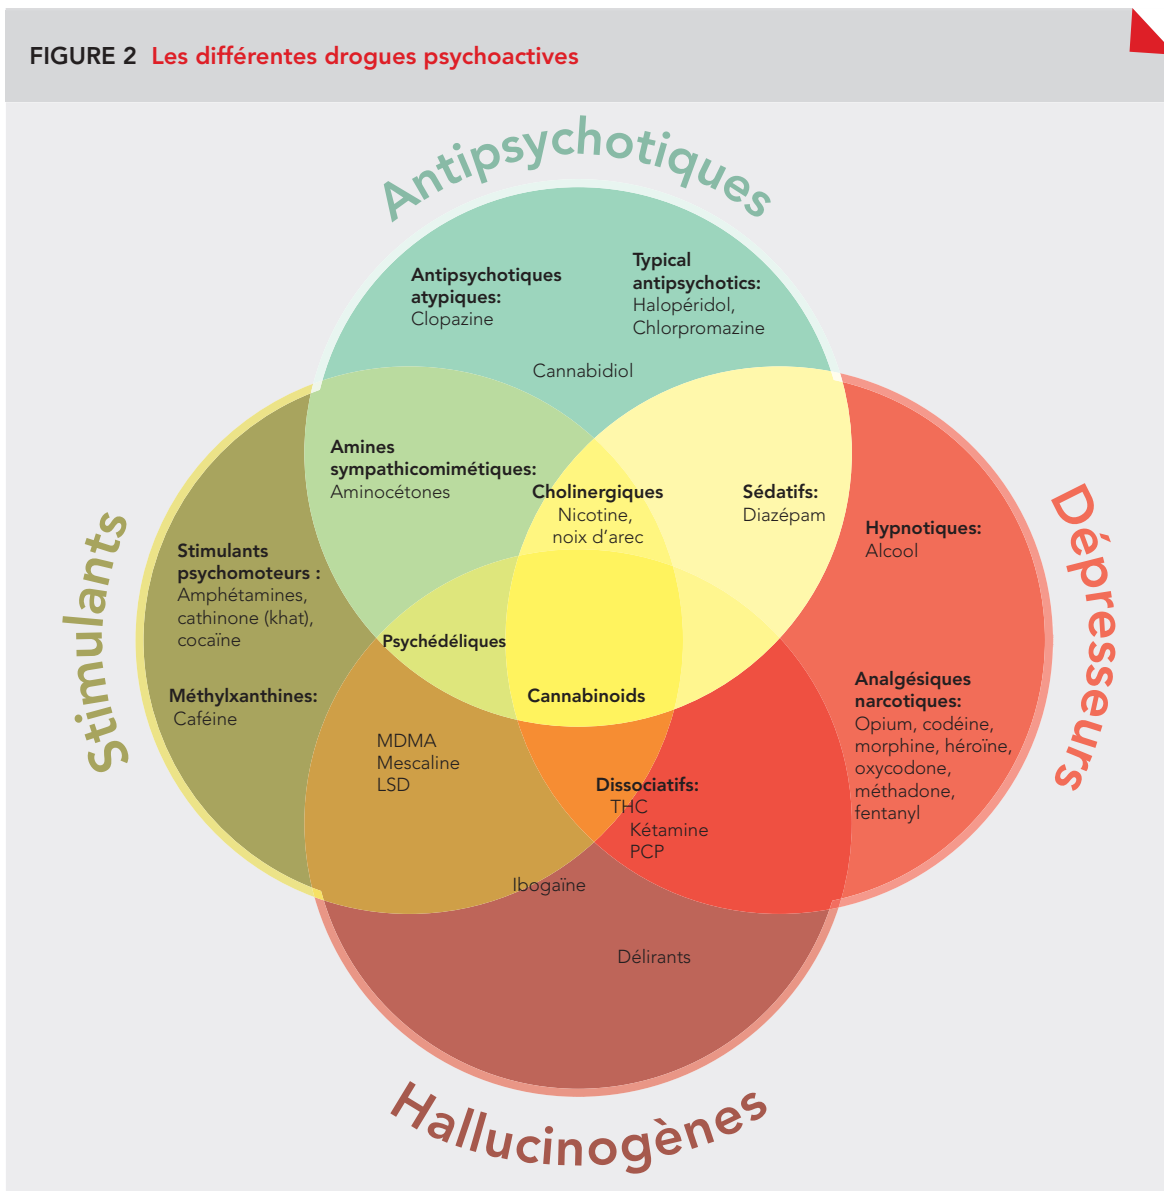 FIGURE 2 Les différentes drogues psychoactives
Antipsychotiques
Antipsychotiques
atypiques:
Clopazine
Typical
antipsychotics:
Halopéridol,
Chlorpromazine
Cannabidiol
Stimulants
Amines
sympathicomimétiques:
Aminocétones
Cholinergiques
Nicotine,
noix d’arec
Sédatifs:
Diazépam
Dépresseurs
Hypnotiques:
Alcool
Stimulants
psychomoteurs :
Amphétamines,
cathinone (khat),
cocaïne
Psychédéliques
Méthylxanthines:
Caféine
Cannabinoids
Analgésiques
narcotiques:
Opium, codéine,
morphine, héroïne,
oxycodone,
méthadone,
fentanyl
MDMA
Mescaline
LSD
Dissociatifs:
THC
Kétamine
PCP
Ibogaïne
Délirants
Hallucinogènes